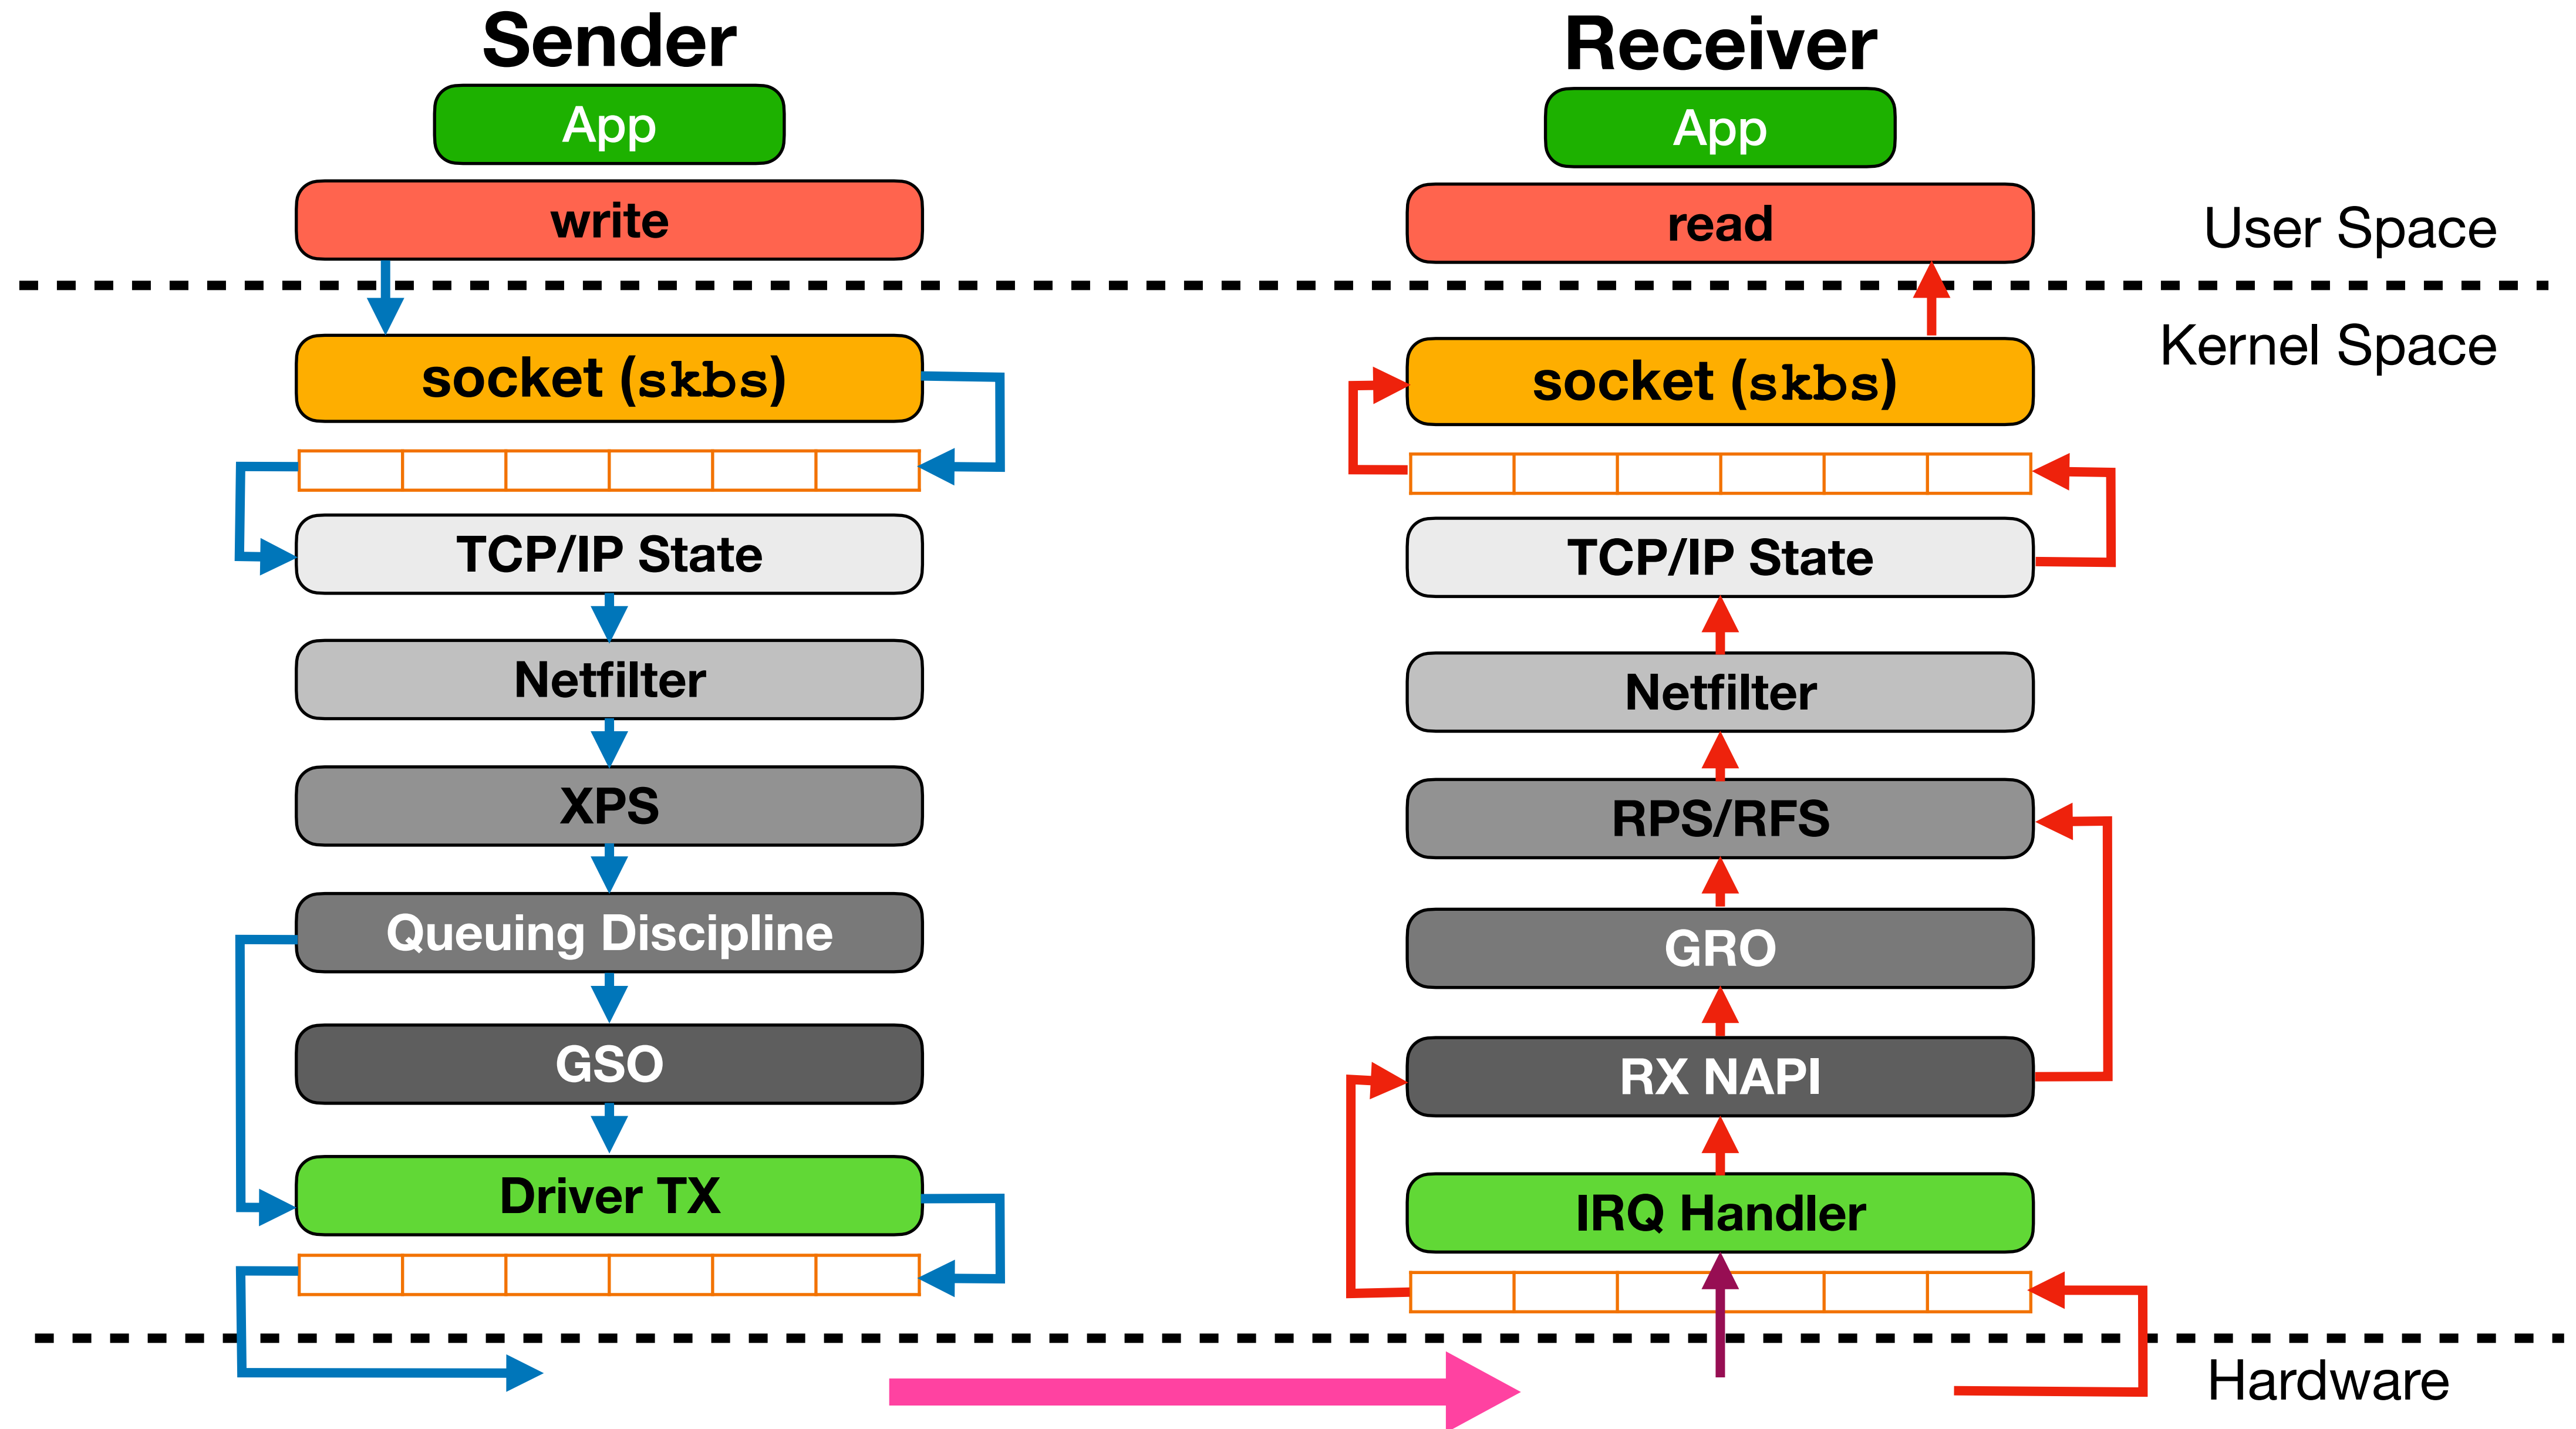 Sender
App
write
socket (skbs)
TCP/IP State
Netfilter
XPS
Queuing Discipline
GSO
Driver TX
Receiver
App
read
socket (skbs)
TCP/IP State
Netfilter
RPS/RFS
GRO
RX NAPI
IRQ Handler
User Space
Kernel Space
Hardware